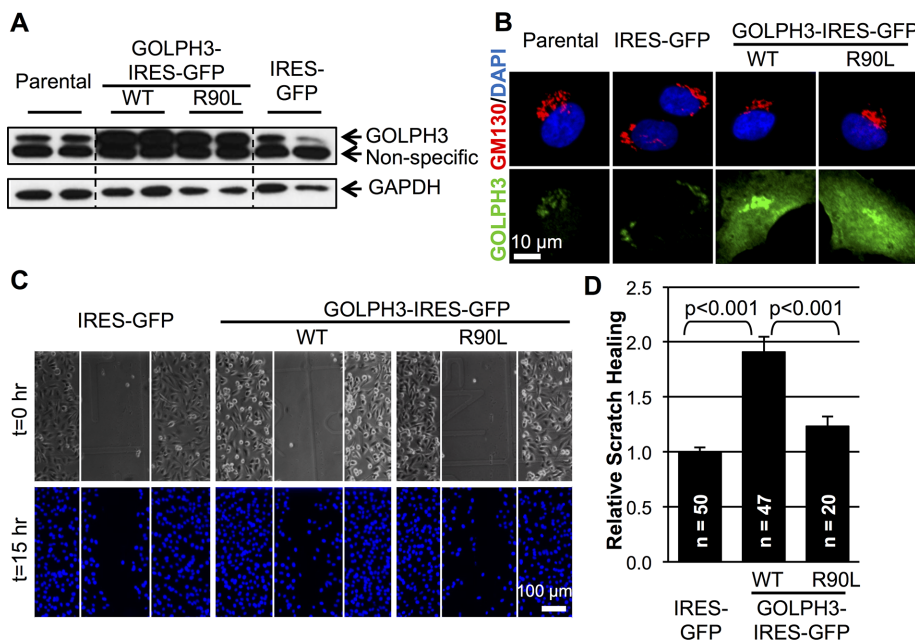 A
Parental
GOLPH3-
IRES-GFP
WT
R90L
IRES-
GFP
GOLPH3
Non-specific
GAPDH
B
Parental
IRES-GFP
GOLPH3-IRES-GFP
WT
R90L
GM130/DAPI
GOLPH3
10 µm
C
IRES-GFP
GOLPH3-IRES-GFP
WT
R90L
t=0 hr
t=15 hr
100 µm
D
Relative Scratch Healing
2.5
2.0
1.5
1.0
0.5
0.0
p<0.001
p<0.001
n = 50
n = 47
n = 20
IRES-
GFP
WT
R90L
GOLPH3-
IRES-GFP